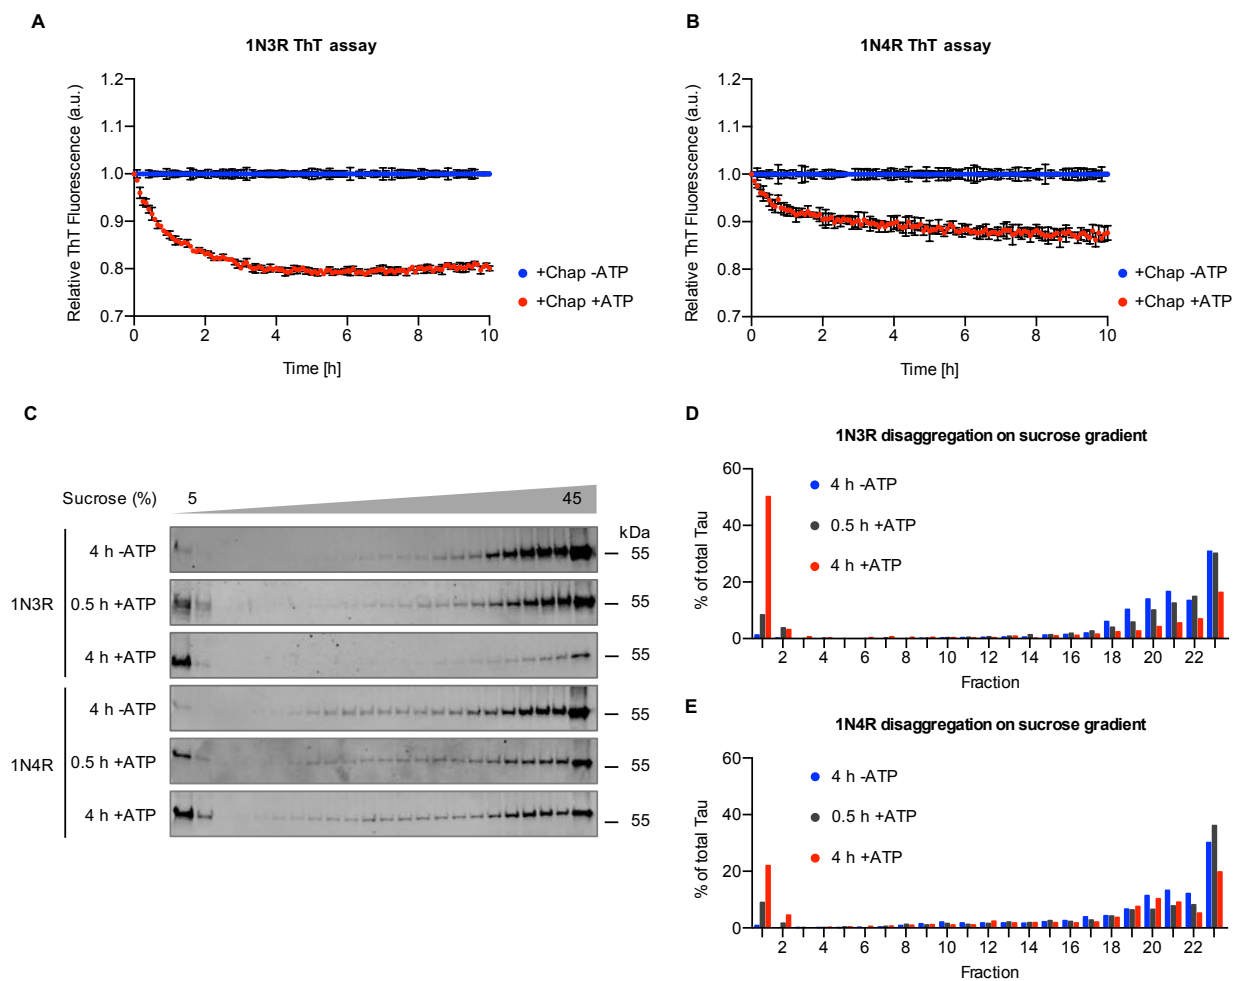 A
1N3R ThT assay
Relative ThT Fluorescence (a.u.)
1.2
1.1
1.0
0.9
0.8
0.7
0 2 4 6 8 10
Time [h]
+Chap -ATP
+Chap +ATP
B
1N4R ThT assay
Relative ThT Fluorescence (a.u.)
1.2
1.1
1.0
0.9
0.8
0.7
0 2 4 6 8 10
Time [h]
+Chap -ATP
+Chap +ATP
C
Sucrose (%) 5 45
kDa
1N3R
4 h -ATP 55
0.5 h +ATP 55
4 h +ATP 55
1N4R
4 h -ATP 55
0.5 h +ATP 55
4 h +ATP 55
D
1N3R disaggregation on sucrose gradient
% of total Tau
60
40
20
0
4 h -ATP
0.5 h +ATP
4 h +ATP
2 4 6 8 10 12 14 16 18 20 22
Fraction
E
1N4R disaggregation on sucrose gradient
% of total Tau
60
40
20
0
4 h -ATP
0.5 h +ATP
4 h +ATP
2 4 6 8 10 12 14 16 18 20 22
Fraction